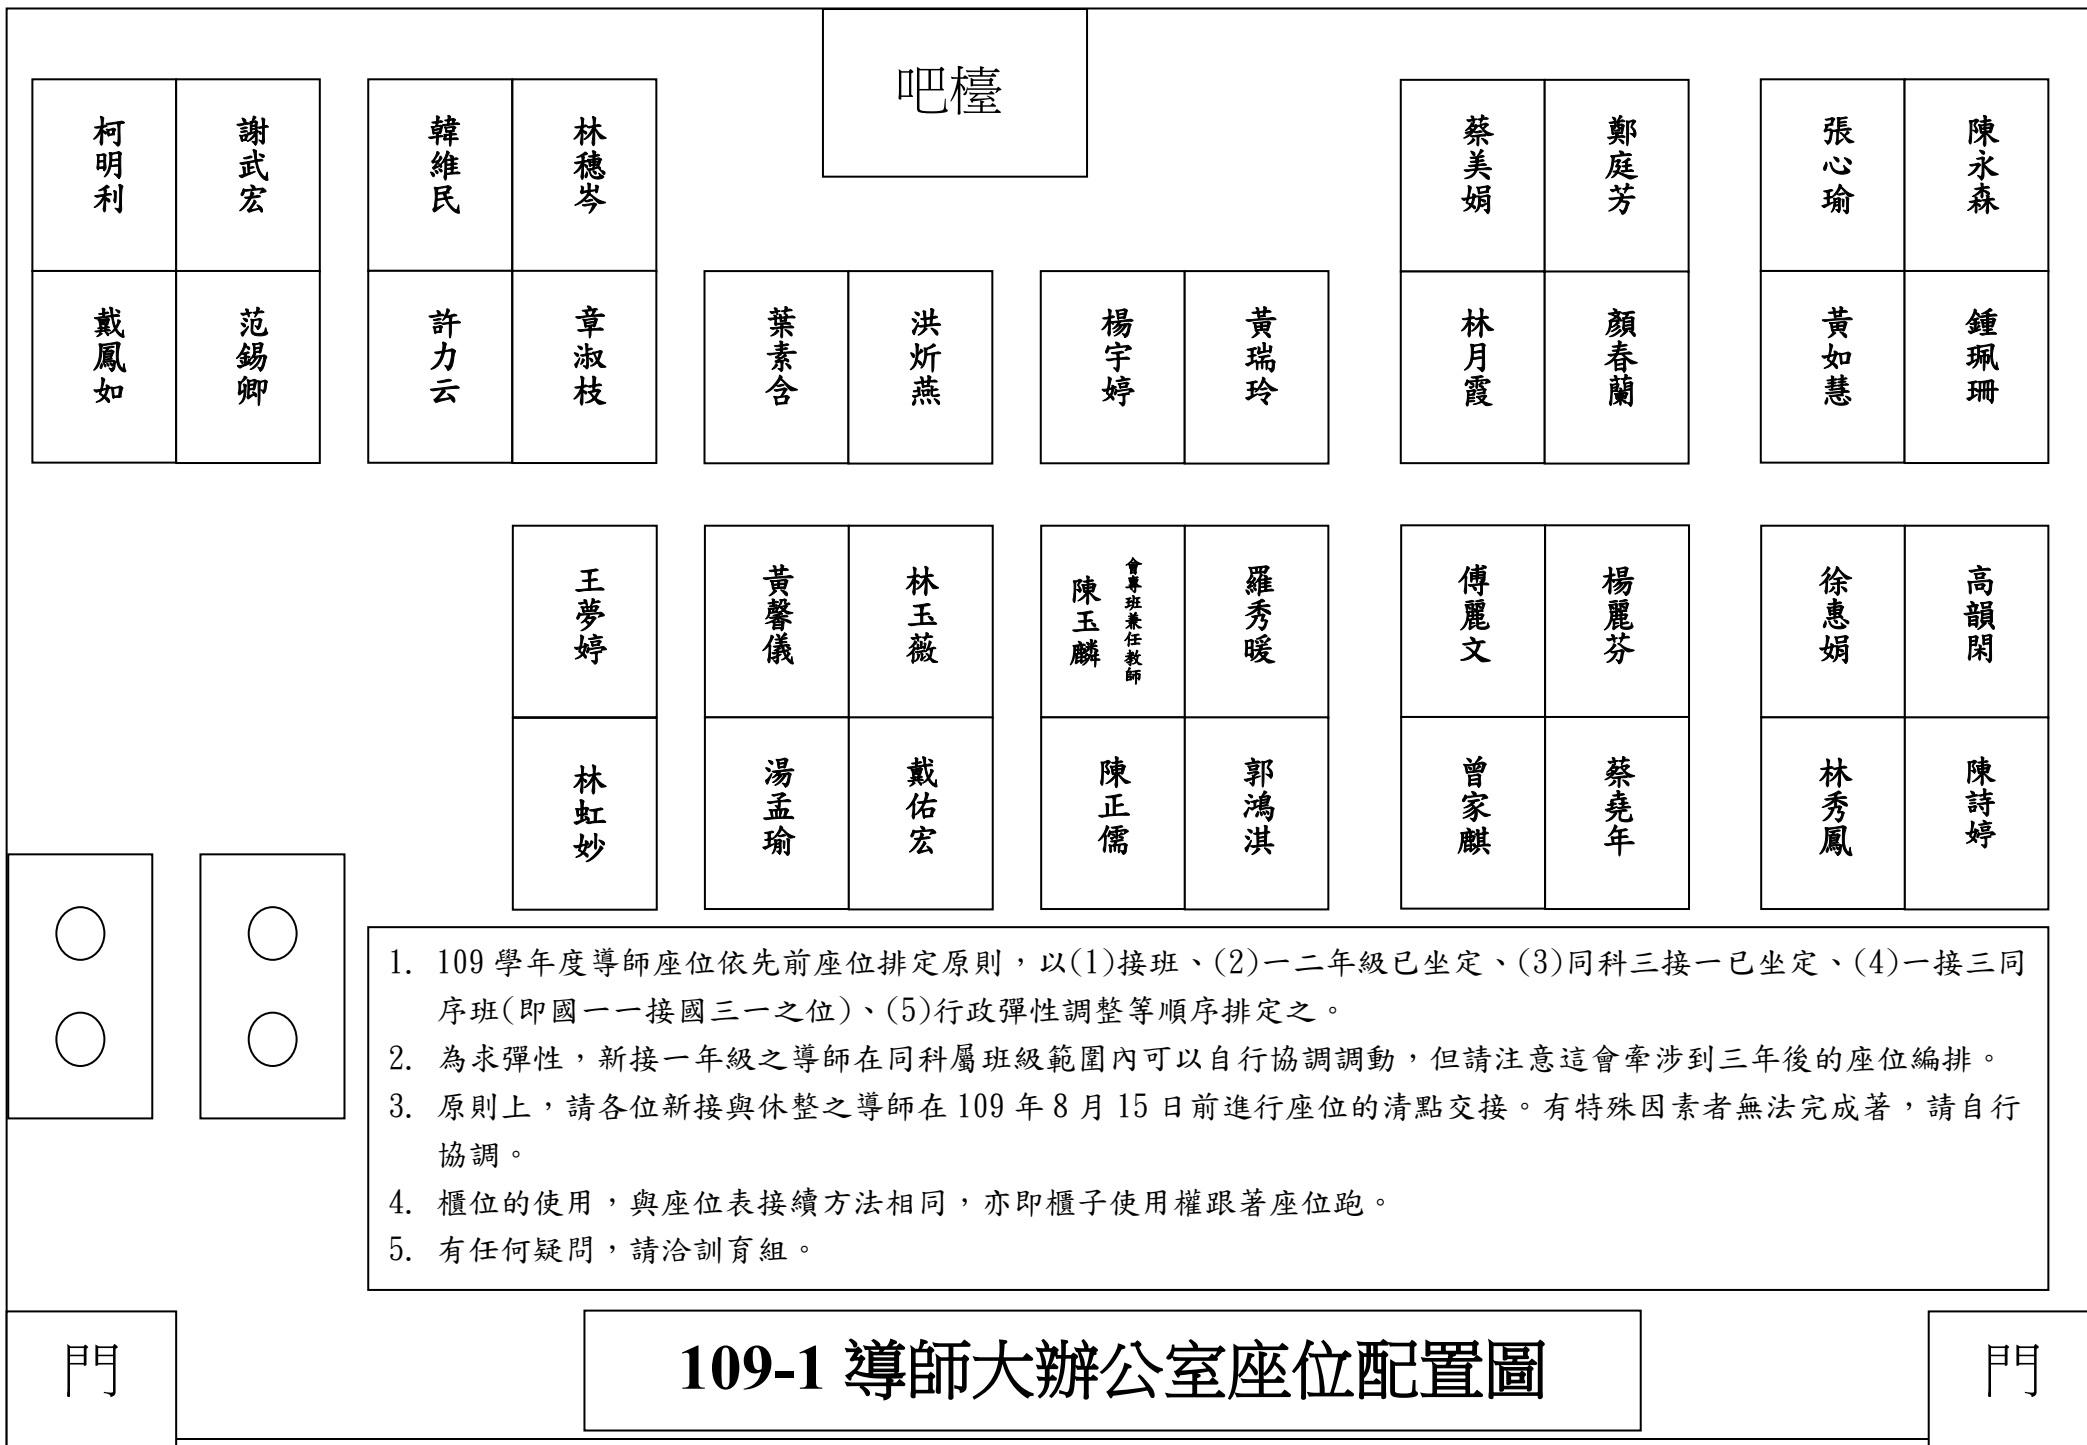 吧檯
柯明利
謝武宏
韓維民
林穗岑
蔡美娟
鄭庭芳
張心瑜
陳永森
戴鳳如
范錫卿
許力云
章淑枝
葉素含
洪炘燕
楊宇婷
黃瑞玲
林月霞
顏春蘭
黃如慧
鍾珮珊
王夢婷
黃馨儀
林玉薇
會專班兼任教師
陳玉麟
羅秀暖
傅麗文
楊麗芬
徐惠娟
高韻閑
林虹妙
湯孟瑜
戴佑宏
陳正儒
郭鴻淇
曾家麒
蔡堯年
林秀鳳
陳詩婷
1. 109 學年度導師座位依先前座位排定原則，以(1)接班、(2)一二年級已坐定、(3)同科三接一已坐定、(4)一接三同
序班(即國一一接國三一之位)、(5)行政彈性調整等順序排定之。
2. 為求彈性，新接一年級之導師在同科屬班級範圍內可以自行協調調動，但請注意這會牽涉到三年後的座位編排。
3. 原則上，請各位新接與休整之導師在 109 年 8 月 15 日前進行座位的清點交接。有特殊因素者無法完成著，請自行
協調。
4. 櫃位的使用，與座位表接續方法相同，亦即櫃子使用權跟著座位跑。
5. 有任何疑問，請洽訓育組。
門
109-1 導師大辦公室座位配置圖
門